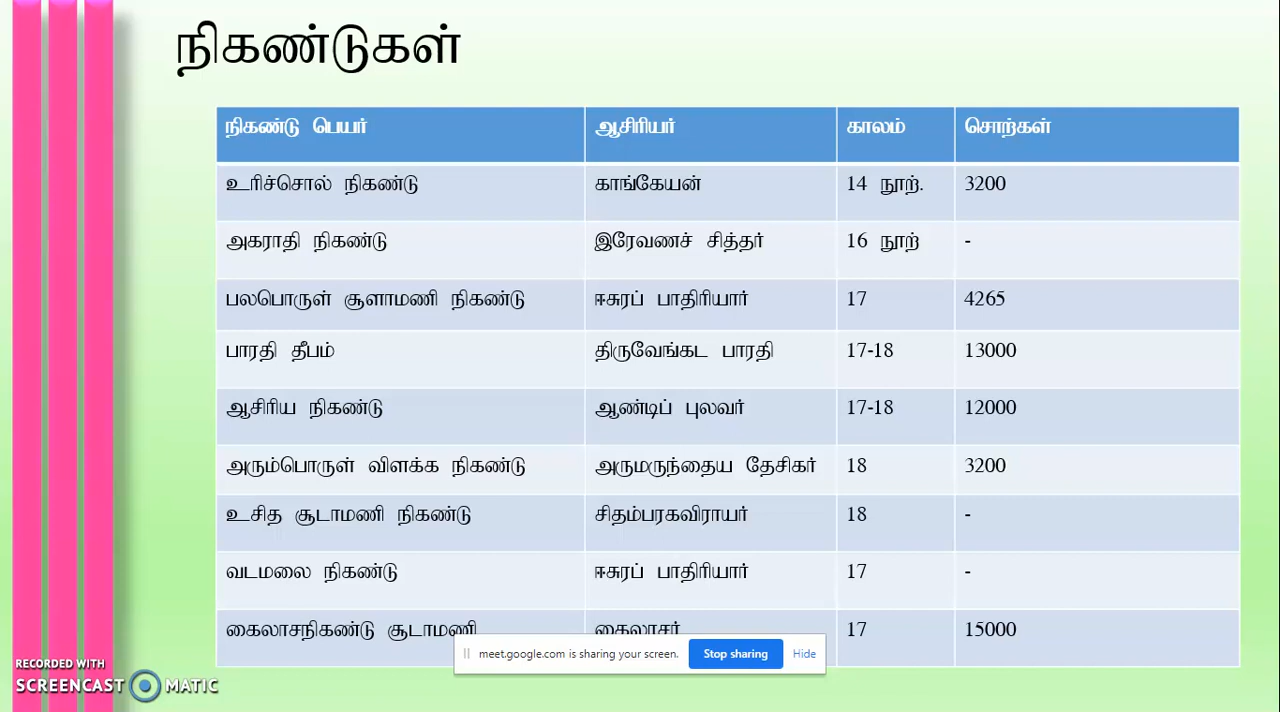 நிகண்டுகள்
நிகண்டு பெயர் ஆசிரியர் காலம் சொற்கள்
உரிச்சொல் நிகண்டு காங்கேயன் 14 நூற். 3200
அகராதி நிகண்டு இரேவணச் சித்தர் 16 நூற் -
பலபொருள் சூளாமணி நிகண்டு ஈசுரப் பாதிரியார் 17 4265
பாரதி தீபம் திருவேங்கட பாரதி 17-18 13000
ஆசிரிய நிகண்டு ஆண்டிப் புலவர் 17-18 12000
அரும்பொருள் விளக்க நிகண்டு அருமருந்தைய தேசிகர் 18 3200
உசித சூடாமணி நிகண்டு சிதம்பரகவிராயர் 18 -
வடமலை நிகண்டு ஈசுரப் பாதிரியார் 17 -
கைலாசநிகண்டு சூடாமணி கைலாசர் 17 15000
meet.google.com is sharing your screen. Stop sharing Hide
RECORDED WITH
SCREENCAST MATIC